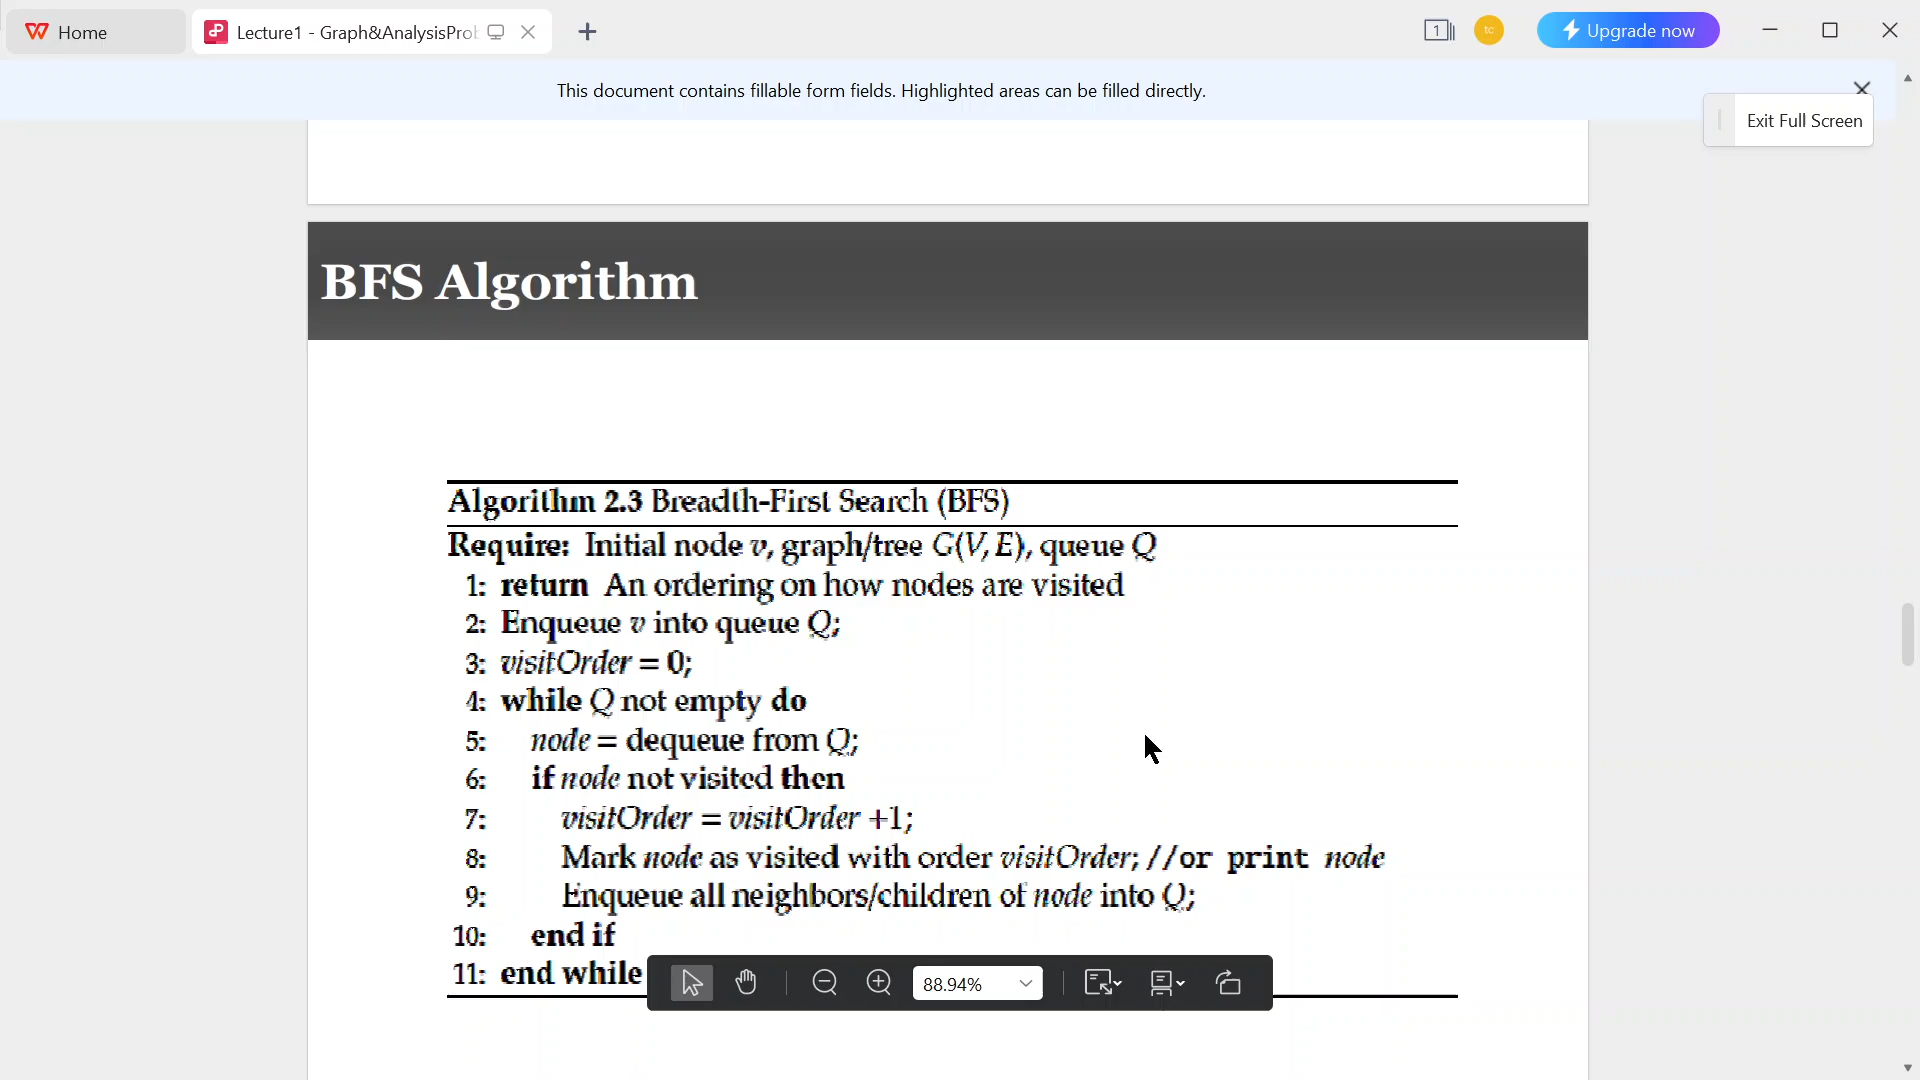 Home
Lecture1 - Graph&AnalysisPro
1
tc
Upgrade now
This document contains fillable form fields. Highlighted areas can be filled directly.
Exit Full Screen
BFS Algorithm
Algorithm 2.3 Breadth-First Search (BFS)
Require: Initial node v, graph/tree G(V, E), queue Q
1: return An ordering on how nodes are visited
2: Enqueue v into queue Q;
3: visitOrder = 0;
4: while Q not empty do
5: node = dequeue from Q;
6: if node not visited then
7: visitOrder = visitOrder +1;
8: Mark node as visited with order visitOrder; //or print node
9: Enqueue all neighbors/children of node into Q;
10: end if
11: end while
88.94%